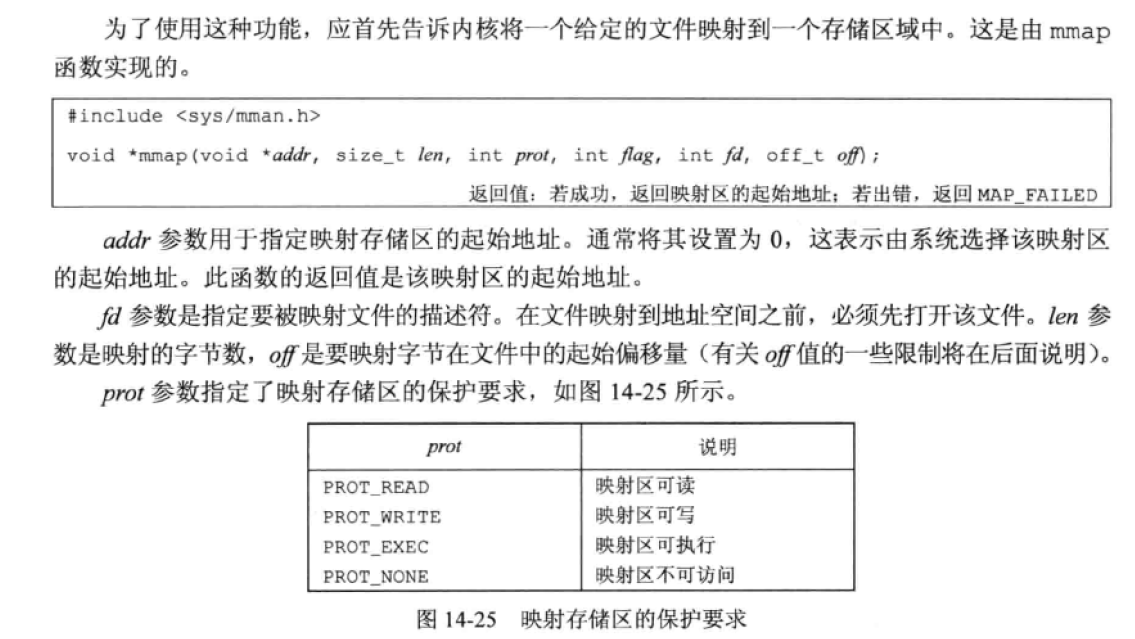 为了使用这种功能，应首先告诉内核将一个给定的文件映射到一个存储区域中。这是由 mmap
函数实现的。
#include <sys/mman.h>
void *mmap(void *addr, size_t len, int prot, int flag, int fd, off_t off);
返回值：若成功，返回映射区的起始地址；若出错，返回 MAP_FAILED
addr 参数用于指定映射存储区的起始地址。通常将其设置为 0，这表示由系统选择该映射区
的起始地址。此函数的返回值是该映射区的起始地址。
fd 参数是指定要被映射文件的描述符。在文件映射到地址空间之前，必须先打开该文件。len 参
数是映射的字节数，off 是要映射字节在文件中的起始偏移量（有关 off 值的一些限制将在后面说明）。
prot 参数指定了映射存储区的保护要求，如图 14-25 所示。
prot 说明
PROT_READ 映射区可读
PROT_WRITE 映射区可写
PROT_EXEC 映射区可执行
PROT_NONE 映射区不可访问
图 14-25 映射存储区的保护要求